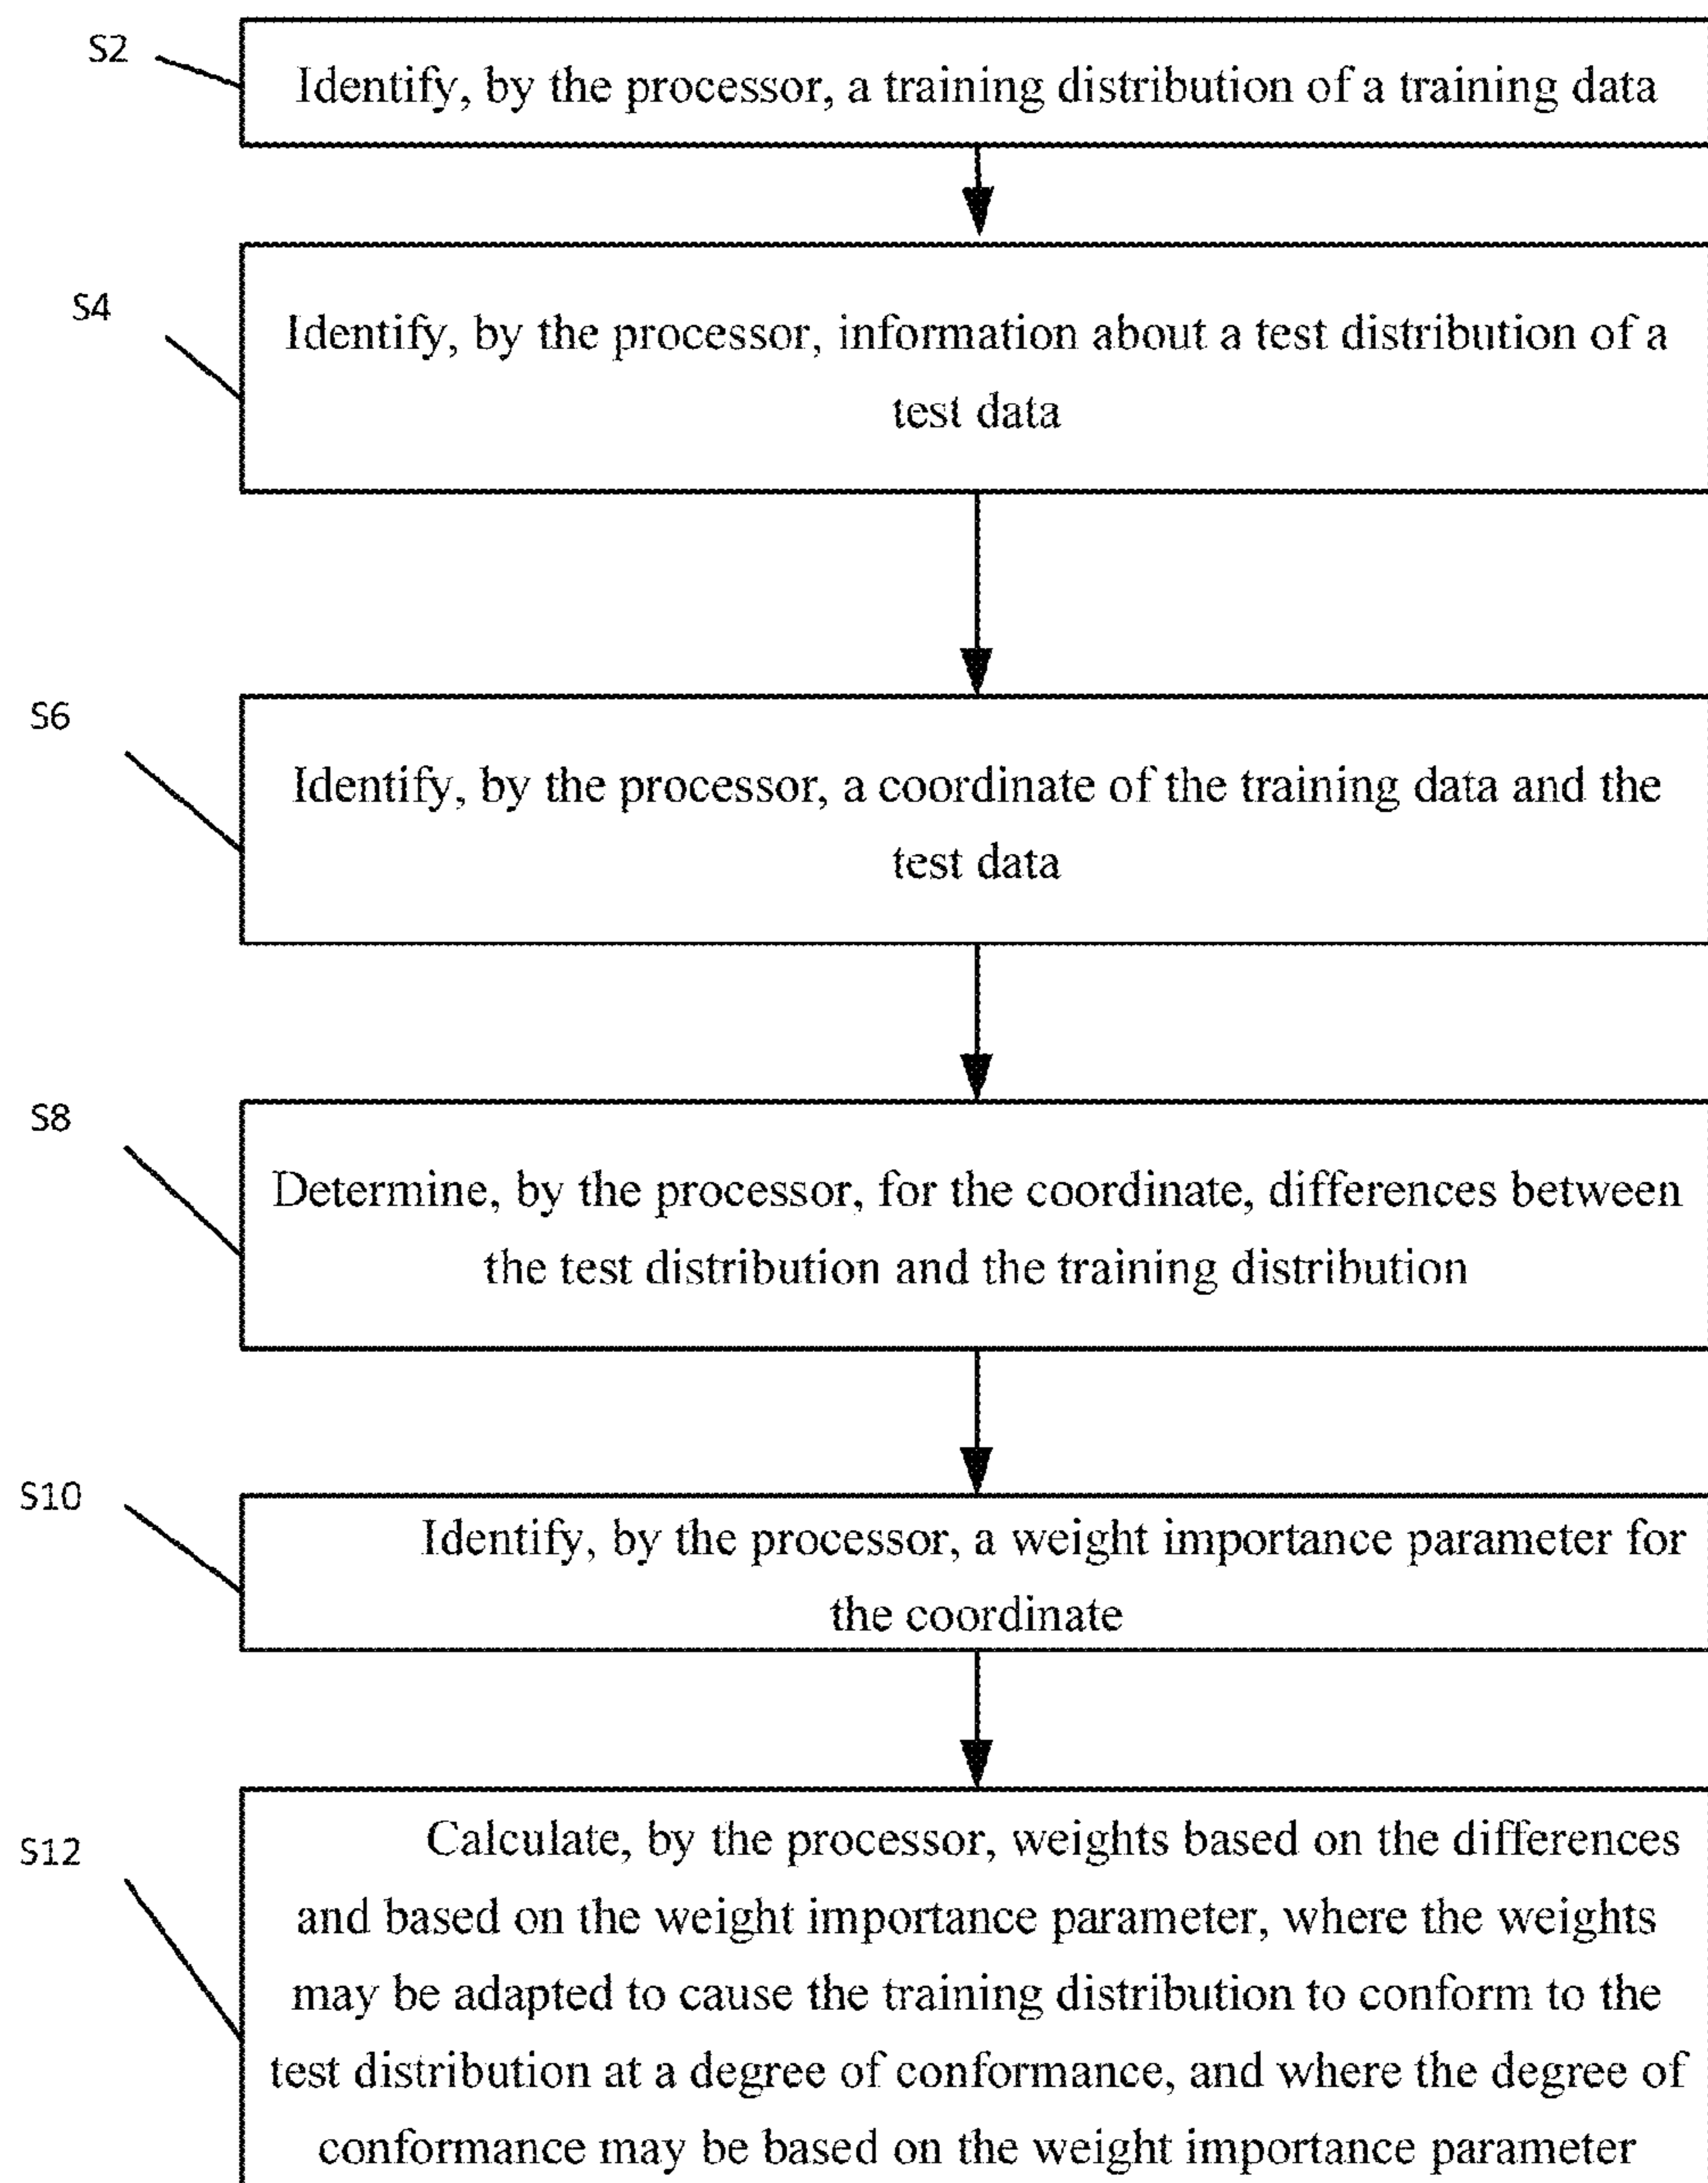 S2
Identify, by the processor, a training distribution of a training data
S4
Identify, by the processor, information about a test distribution of a
test data
S6
Identify, by the processor, a coordinate of the training data and the
test data
S8
Determine, by the processor, for the coordinate, differences between
the test distribution and the training distribution
S10
Identify, by the processor, a weight importance parameter for
the coordinate
S12
Calculate, by the processor, weights based on the differences
and based on the weight importance parameter, where the weights
may be adapted to cause the training distribution to conform to the
test distribution at a degree of conformance, and where the degree of
conformance may be based on the weight importance parameter